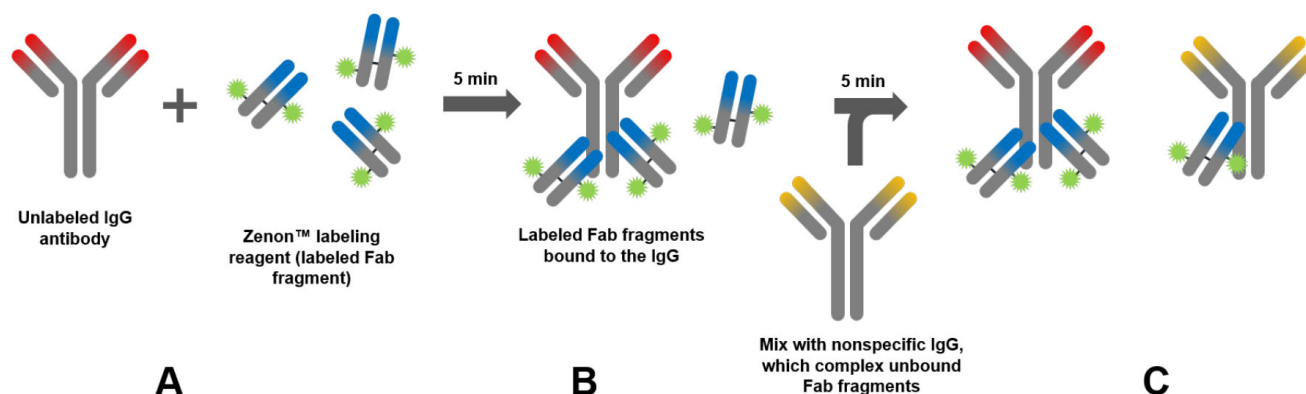 5 min
5 min
Unlabeled IgG
antibody
Zenon™ labeling
reagent (labeled Fab
fragment)
Labeled Fab fragments
bound to the IgG
Mix with nonspecific IgG,
which complex unbound
Fab fragments
A
B
C